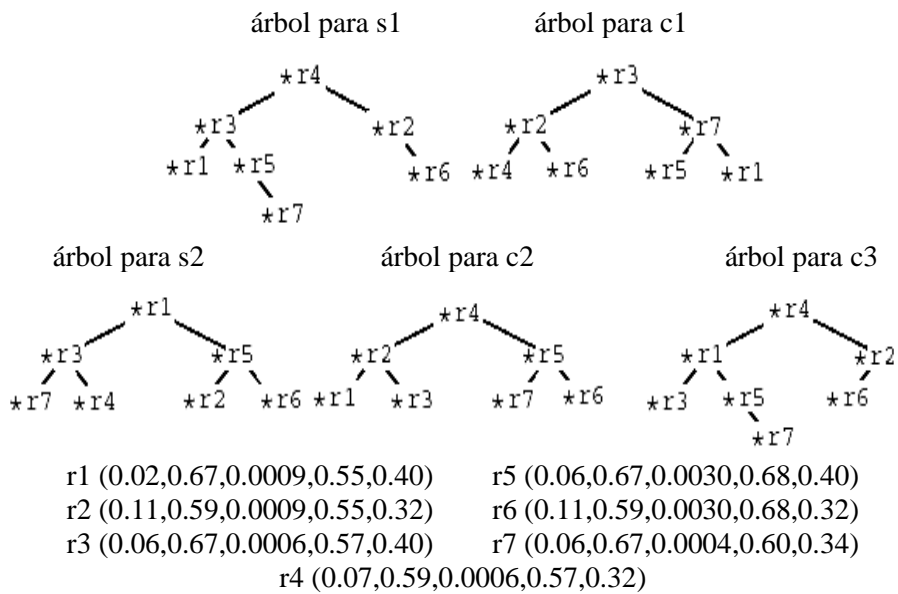 árbol para s1 árbol para c1
*r4 *r3
*r3 *r2 *r2 *r7
*r1 *r5 *r6 *r4 *r6 *r5 *r1
*r7
árbol para s2 árbol para c2 árbol para c3
*r1 *r4 *r4
*r3 *r5 *r2 *r5 *r1 *r2
*r7 *r4 *r2 *r6 *r1 *r3 *r7 *r6 *r3 *r5 *r6
*r7
r1 (0.02,0.67,0.0009,0.55,0.40) r5 (0.06,0.67,0.0030,0.68,0.40)
r2 (0.11,0.59,0.0009,0.55,0.32) r6 (0.11,0.59,0.0030,0.68,0.32)
r3 (0.06,0.67,0.0006,0.57,0.40) r7 (0.06,0.67,0.0004,0.60,0.34)
r4 (0.07,0.59,0.0006,0.57,0.32)